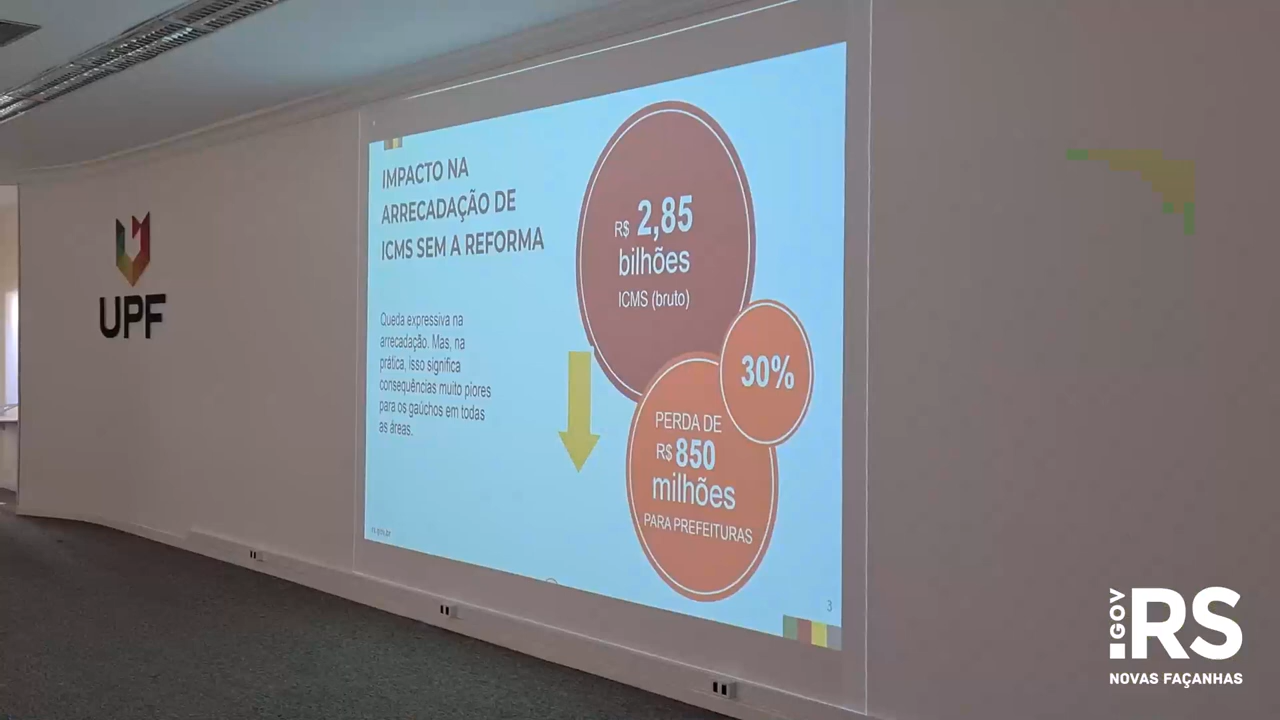 UPF
IMPACTO NA
ARRECADAÇÃO DE
ICMS SEM A REFORMA
Queda expressiva na
arrecadação. Mas, na
prática, isso significa
consequências muito piores
para os gaúchos em todas
as áreas.
R$ 2,85
bilhões
ICMS (bruto)
30%
PERDA DE
R$ 850
milhões
PARA PREFEITURAS
3
.GOV
RS
NOVAS FAÇANHAS